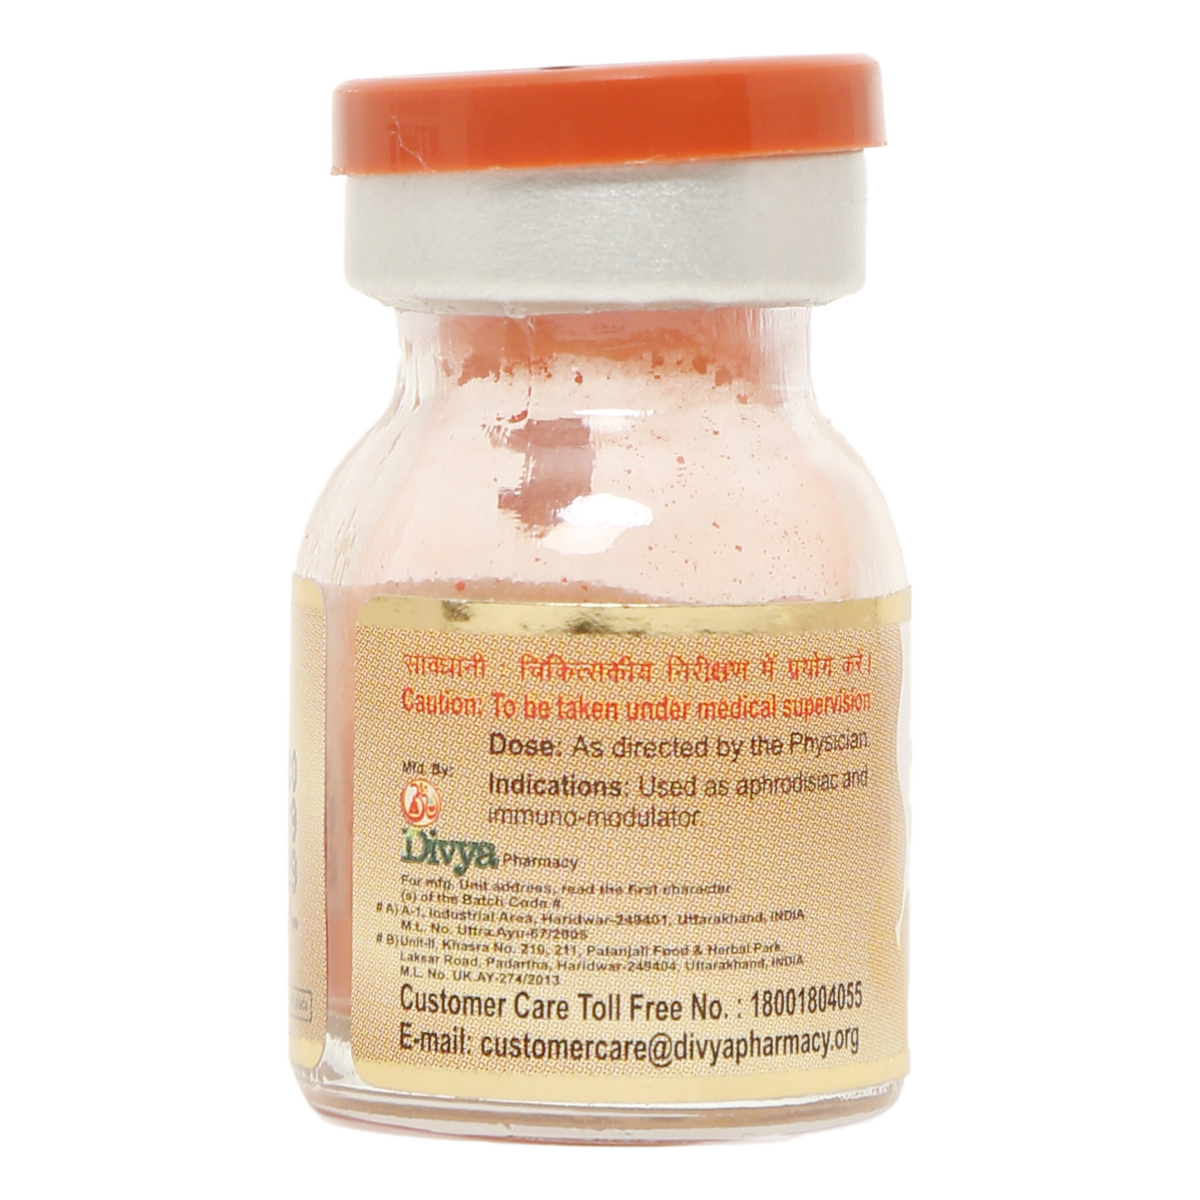 सावधानी : चिकित्सकीय निरीक्षण में प्रयोग करें।
Caution: To be taken under medical supervision
Dose: As directed by the Physician.
Mfd. By:
Indications: Used as aphrodisiac and
immuno-modulator.
Divya Pharmacy
For mfg. Unit address, read the first character
(s) of the Batch Code #
# A) A-1, Industrial Area, Haridwar-249401, Uttarakhand, INDIA
M.L. No. Uttra.Ayu-67/2005
# B) Unit-II, Khasra No. 210, 211, Patanjali Food & Herbal Park,
Laksar Road, Padartha, Haridwar-249404, Uttarakhand, INDIA
M.L. No. UK.AY-274/2013
Customer Care Toll Free No. : 18001804055
E-mail: customercare@divyapharmacy.org